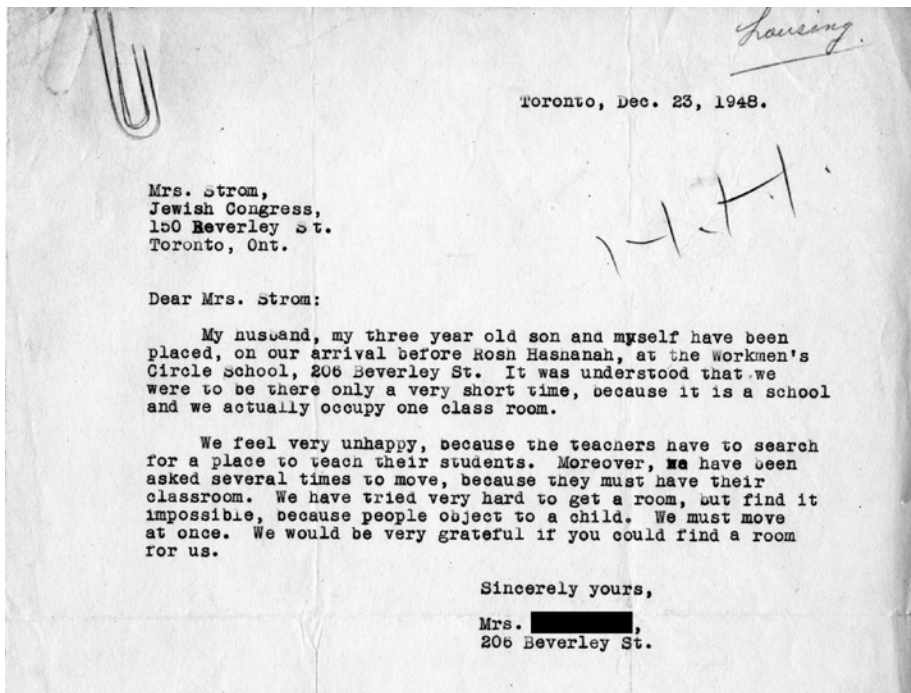 Housing.
Toronto, Dec. 23, 1948.
H.H.
Mrs. Strom,
Jewish Congress,
150 Beverley St.
Toronto, Ont.
Dear Mrs. Strom:
My husband, my three year old son and myself have been
placed, on our arrival before Rosh Hashanah, at the Workmen's
Circle School, 206 Beverley St. It was understood that we
were to be there only a very short time, because it is a school
and we actually occupy one class room.
We feel very unhappy, because the teachers have to search
for a place to teach their students. Moreover, we have been
asked several times to move, because they must have their
classroom. We have tried very hard to get a room, but find it
impossible, because people object to a child. We must move
at once. We would be very grateful if you could find a room
for us.
Sincerely yours,
Mrs. ,
206 Beverley St.